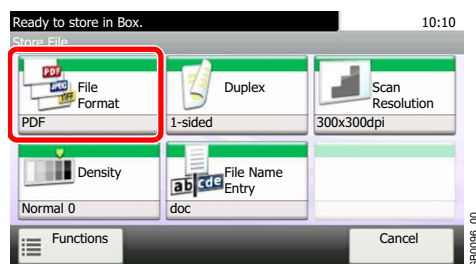 Ready to store in Box.
10:10
Store File
PDF
JPEG
TIFF
File
Format
PDF
Duplex
1-sided
Scan
Resolution
300x300dpi
Density
Normal 0
ab cde
File Name
Entry
doc
Functions
Cancel